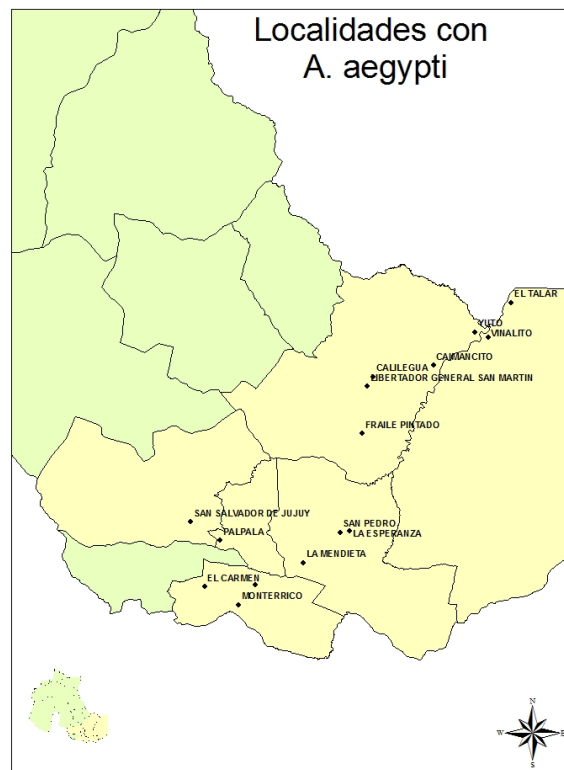 Localidades con
A. aegypti
EL TALAR
YUTO
VINALITO
CAIMANCITO
CALILEGUA
LIBERTADOR GENERAL SAN MARTIN
FRAILE PINTADO
SAN SALVADOR DE JUJUY
PALPALA
SAN PEDRO
LA ESPERANZA
LA MENDIETA
EL CARMEN
MONTERRICO
N
W
E
S